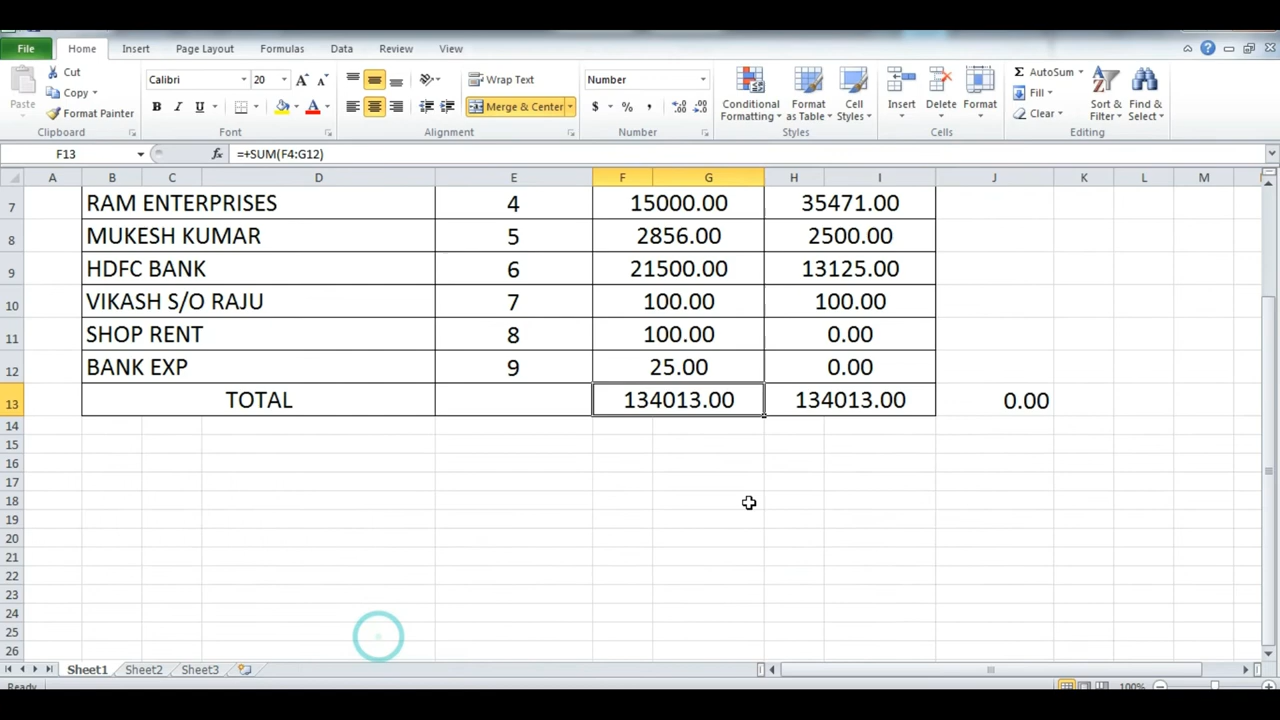 File Home Insert Page Layout Formulas Data Review View
Cut
Copy
Format Painter
Paste
Calibri 20
Wrap Text
Merge & Center
Number
Conditional Formatting
Format as Table
Cell Styles
Insert Delete Format
AutoSum
Fill
Clear
Sort & Filter
Find & Select
Clipboard Font Alignment Number Styles Cells Editing
F13 fx =+SUM(F4:G12)
A B C D E F G H I J K L M
7 RAM ENTERPRISES 4 15000.00 35471.00
8 MUKESH KUMAR 5 2856.00 2500.00
9 HDFC BANK 6 21500.00 13125.00
10 VIKASH S/O RAJU 7 100.00 100.00
11 SHOP RENT 8 100.00 0.00
12 BANK EXP 9 25.00 0.00
13 TOTAL 134013.00 134013.00 0.00
14
15
16
17
18
19
20
21
22
23
24
25
26
Sheet1 Sheet2 Sheet3
Ready 100%